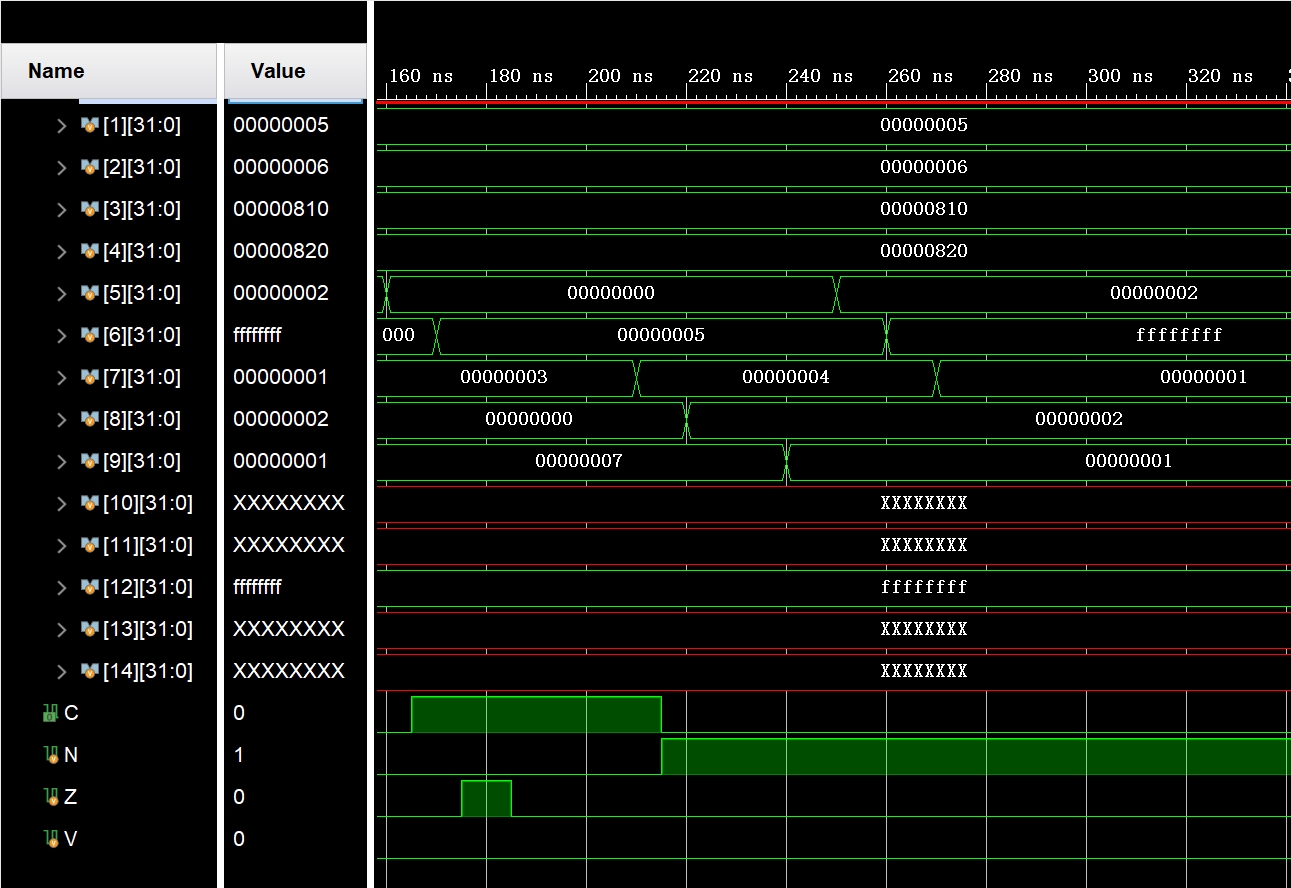 Name Value 160 ns 180 ns 200 ns 220 ns 240 ns 260 ns 280 ns 300 ns 320 ns
[1][31:0] 00000005 00000005
[2][31:0] 00000006 00000006
[3][31:0] 00000810 00000810
[4][31:0] 00000820 00000820
[5][31:0] 00000002 00000000 00000002
[6][31:0] ffffffff 000 00000005 ffffffff
[7][31:0] 00000001 00000003 00000004 00000001
[8][31:0] 00000002 00000000 00000002
[9][31:0] 00000001 00000007 00000001
[10][31:0] XXXXXXXX XXXXXXXX
[11][31:0] XXXXXXXX XXXXXXXX
[12][31:0] ffffffff ffffffff
[13][31:0] XXXXXXXX XXXXXXXX
[14][31:0] XXXXXXXX XXXXXXXX
C 0
N 1
Z 0
V 0